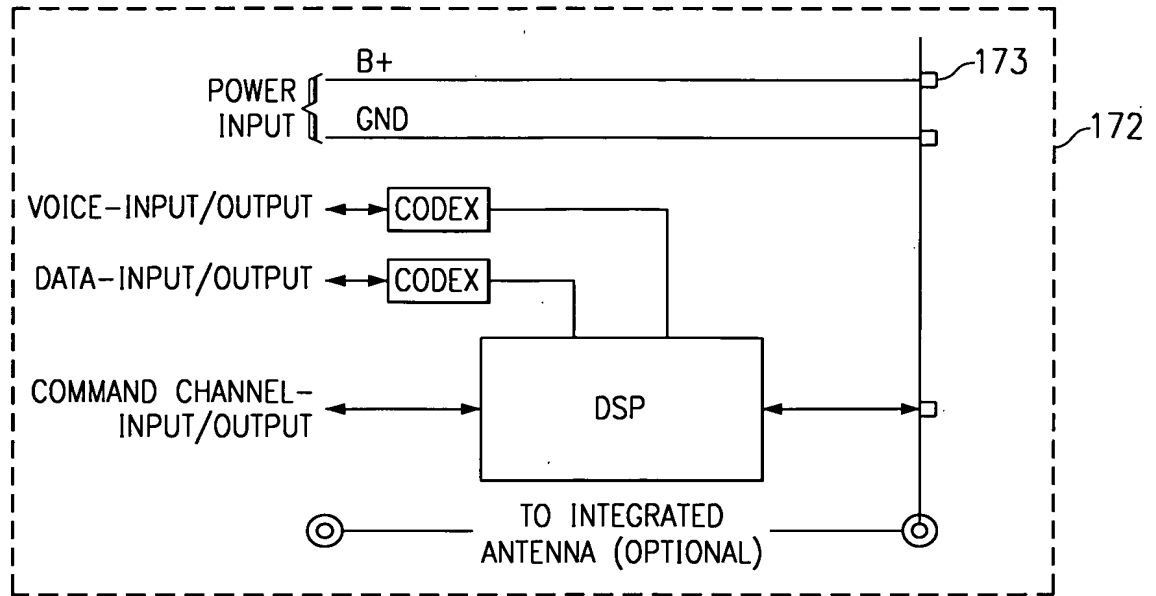 B+
173
POWER
INPUT
GND
172
VOICE-INPUT/OUTPUT
CODEX
DATA-INPUT/OUTPUT
CODEX
COMMAND CHANNEL-
INPUT/OUTPUT
DSP
TO INTEGRATED
ANTENNA (OPTIONAL)